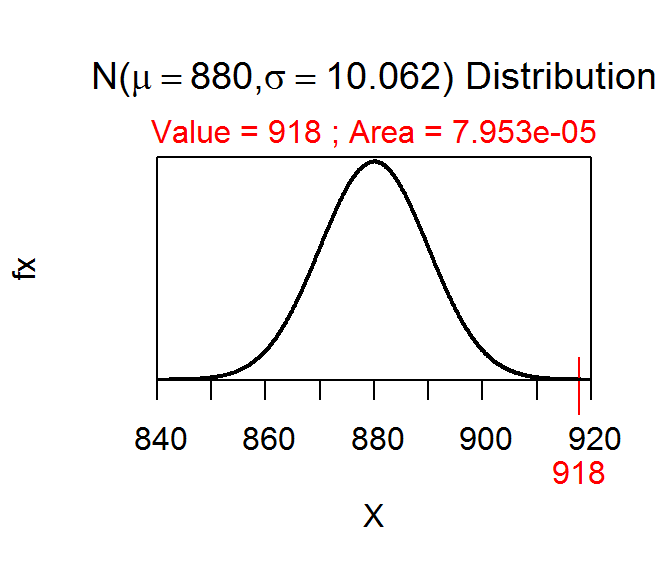 N(μ = 880,σ = 10.062) Distribution
Value = 918 ; Area = 7.953e-05
fx
840 860 880 900 920
918
X